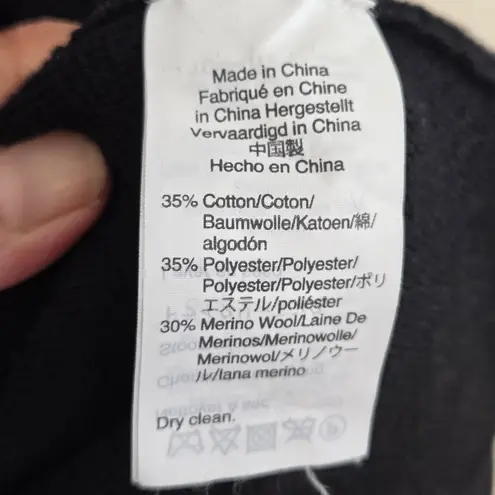 Made in China
Fabriqué en Chine
in China Hergestellt
Vervaardigd in China
中国製
Hecho en China
35% Cotton/Coton/
Baumwolle/Katoen/綿/
algodón
35% Polyester/Polyester/
Polyester/Polyester/ポリ
エステル/poliéster
30% Merino Wool/Laine De
Merinos/Merinowolle/
Merinowol/メリノウー
ル/lana merino
Dry clean.